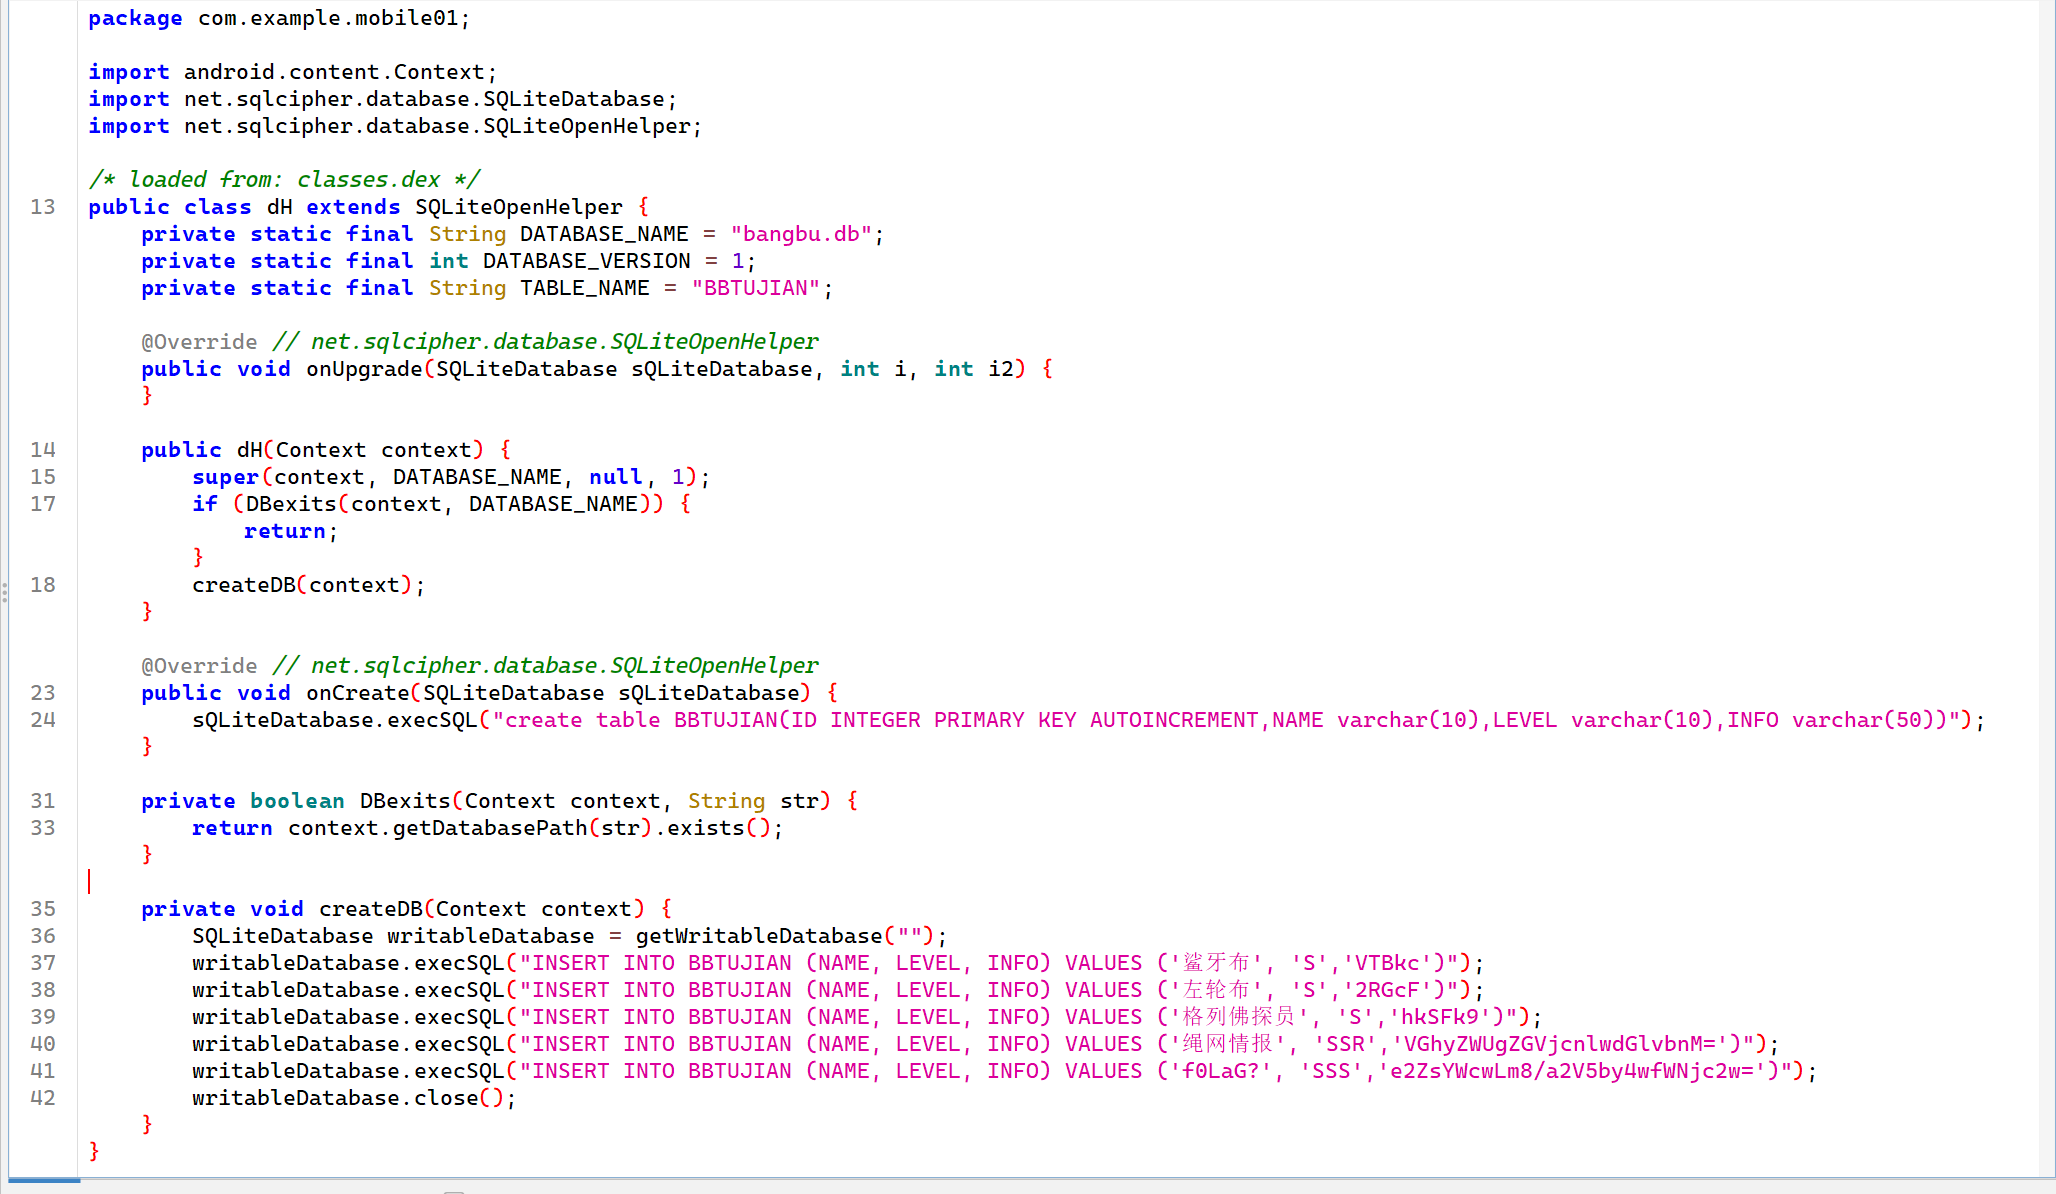 package com.example.mobile01;
import android.content.Context;
import net.sqlcipher.database.SQLiteDatabase;
import net.sqlcipher.database.SQLiteOpenHelper;
/* loaded from: classes.dex */
13 public class dH extends SQLiteOpenHelper {
private static final String DATABASE_NAME = "bangbu.db";
private static final int DATABASE_VERSION = 1;
private static final String TABLE_NAME = "BBTUJIAN";
@Override // net.sqlcipher.database.SQLiteOpenHelper
public void onUpgrade(SQLiteDatabase sQLiteDatabase, int i, int i2) {
}
14 public dH(Context context) {
15 super(context, DATABASE_NAME, null, 1);
17 if (DBexits(context, DATABASE_NAME)) {
return;
}
18 createDB(context);
}
@Override // net.sqlcipher.database.SQLiteOpenHelper
23 public void onCreate(SQLiteDatabase sQLiteDatabase) {
24 sQLiteDatabase.execSQL("create table BBTUJIAN(ID INTEGER PRIMARY KEY AUTOINCREMENT,NAME varchar(10),LEVEL varchar(10),INFO varchar(50))");
}
31 private boolean DBexits(Context context, String str) {
33 return context.getDatabasePath(str).exists();
}
35 private void createDB(Context context) {
36 SQLiteDatabase writableDatabase = getWritableDatabase("");
37 writableDatabase.execSQL("INSERT INTO BBTUJIAN (NAME, LEVEL, INFO) VALUES ('鲨牙布', 'S','VTBkc')");
38 writableDatabase.execSQL("INSERT INTO BBTUJIAN (NAME, LEVEL, INFO) VALUES ('左轮布', 'S','2RGcF')");
39 writableDatabase.execSQL("INSERT INTO BBTUJIAN (NAME, LEVEL, INFO) VALUES ('格列佛探员', 'S','hkSFk9')");
40 writableDatabase.execSQL("INSERT INTO BBTUJIAN (NAME, LEVEL, INFO) VALUES ('绳网情报', 'SSR','VGhyZWUgZGVjcnlwdGlvbnM=')");
41 writableDatabase.execSQL("INSERT INTO BBTUJIAN (NAME, LEVEL, INFO) VALUES ('f0LaG?', 'SSS','e2ZsYWcwLm8/a2V5by4wfWNjc2w=')");
42 writableDatabase.close();
}
}